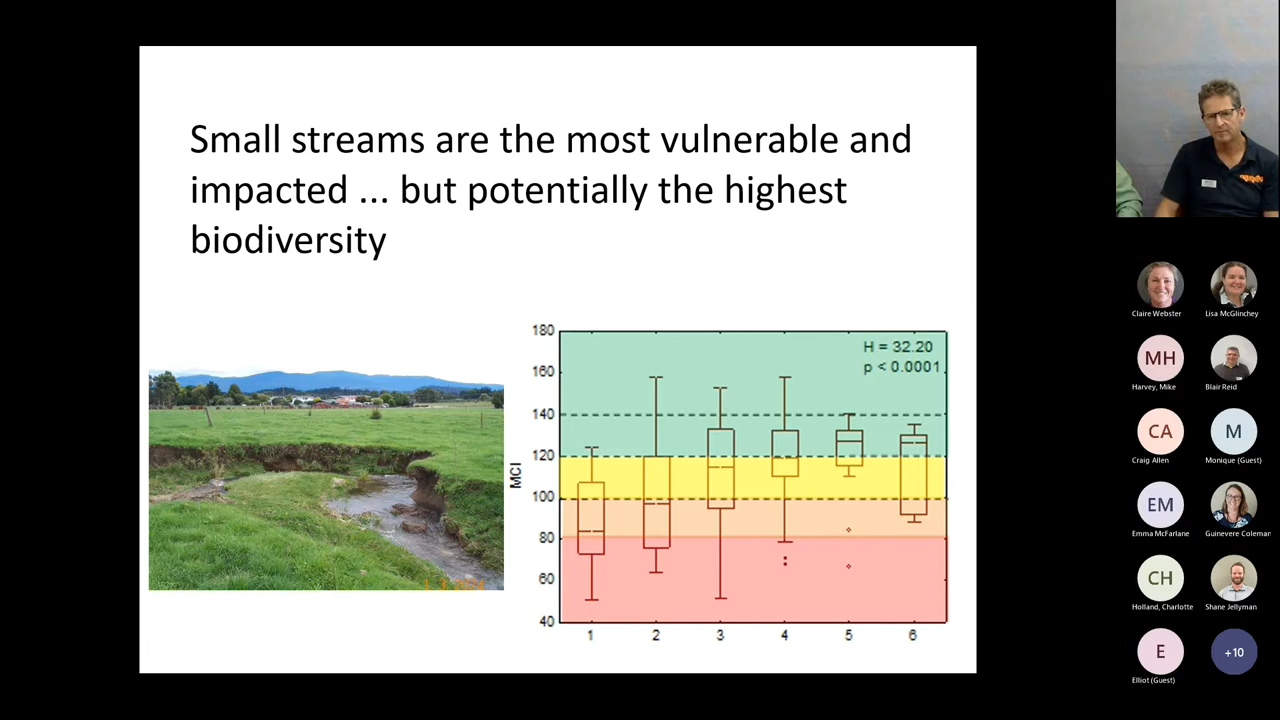 Small streams are the most vulnerable and
impacted ... but potentially the highest
biodiversity
180
160
140
120
100
80
60
40
MCI
H = 32.20
p < 0.0001
1
2
3
4
5
6
Claire Webster
Lisa McGlinchey
MH
Harvey, Mike
Blair Reid
CA
Craig Allen
M
Monique (Guest)
EM
Emma McFarlane
Guinevere Coleman
CH
Holland, Charlotte
Shane Jellyman
E
Elliot (Guest)
+10